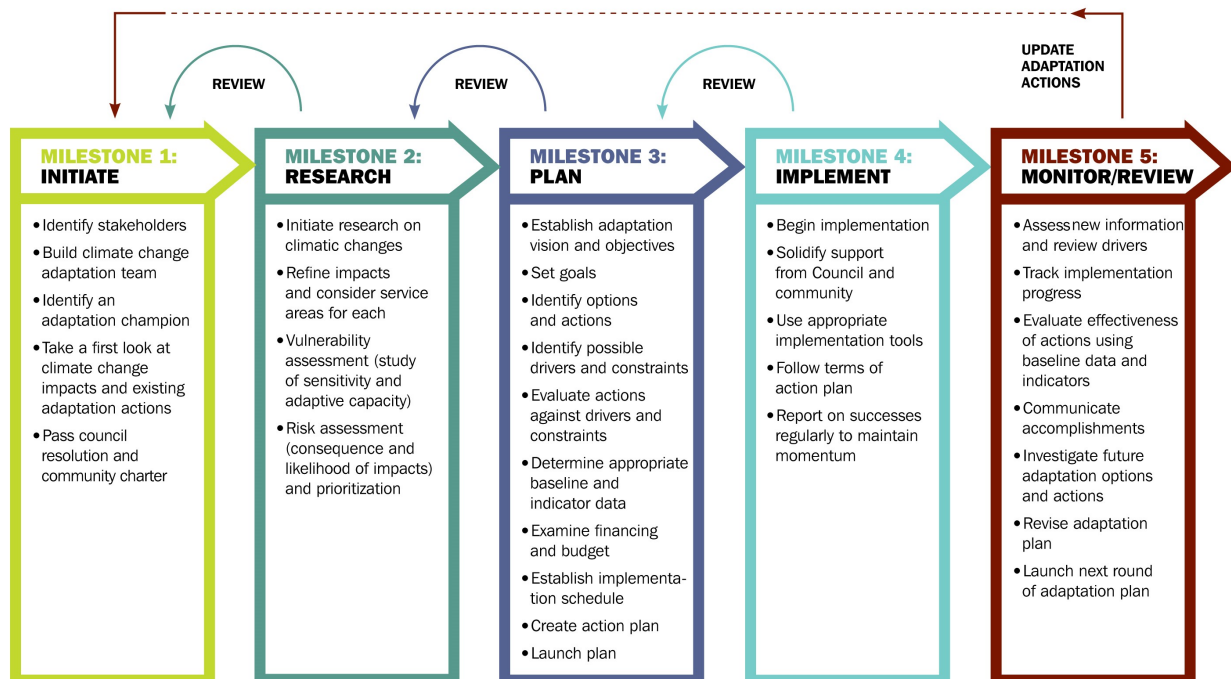 UPDATE
ADAPTATION
ACTIONS
REVIEW
REVIEW
REVIEW
MILESTONE 1:
INITIATE
• Identify stakeholders
• Build climate change
adaptation team
• Identify an
adaptation champion
• Take a first look at
climate change
impacts and existing
adaptation actions
• Pass council
resolution and
community charter
MILESTONE 2:
RESEARCH
• Initiate research on
climatic changes
• Refine impacts
and consider service
areas for each
• Vulnerability
assessment (study
of sensitivity and
adaptive capacity)
• Risk assessment
(consequence and
likelihood of impacts)
and prioritization
MILESTONE 3:
PLAN
• Establish adaptation
vision and objectives
• Set goals
• Identify options
and actions
• Identify possible
drivers and constraints
• Evaluate actions
against drivers and
constraints
• Determine appropriate
baseline and
indicator data
• Examine financing
and budget
• Establish implementa-
tion schedule
• Create action plan
• Launch plan
MILESTONE 4:
IMPLEMENT
• Begin implementation
• Solidify support
from Council and
community
• Use appropriate
implementation tools
• Follow terms of
action plan
• Report on successes
regularly to maintain
momentum
MILESTONE 5:
MONITOR/REVIEW
• Assess new information
and review drivers
• Track implementation
progress
• Evaluate effectiveness
of actions using
baseline data and
indicators
• Communicate
accomplishments
• Investigate future
adaptation options
and actions
• Revise adaptation
plan
• Launch next round
of adaptation plan